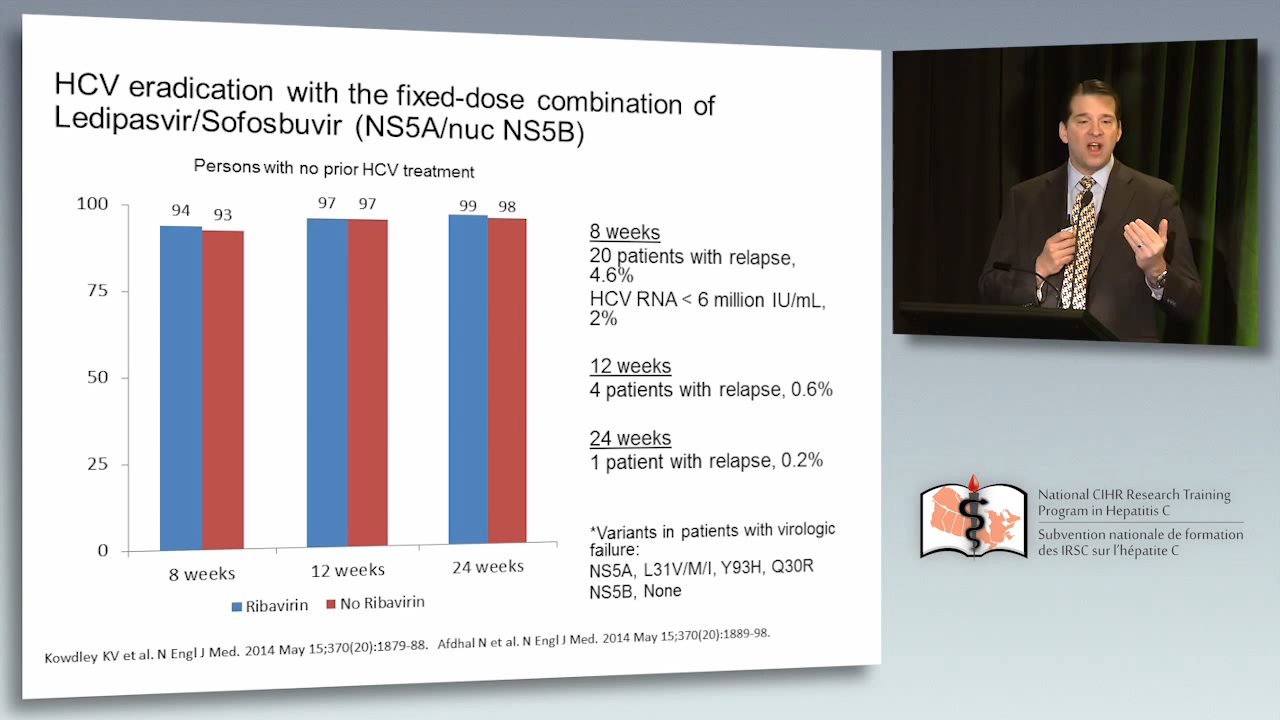 HCV eradication with the fixed-dose combination of
Ledipasvir/Sofosbuvir (NS5A/nuc NS5B)
Persons with no prior HCV treatment
100
75
50
25
0
94
93
97
97
99
98
8 weeks
12 weeks
24 weeks
Ribavirin
No Ribavirin
8 weeks
20 patients with relapse,
4.6%
HCV RNA < 6 million IU/mL,
2%
12 weeks
4 patients with relapse, 0.6%
24 weeks
1 patient with relapse, 0.2%
*Variants in patients with virologic
failure:
NS5A, L31V/M/I, Y93H, Q30R
NS5B, None
Kowdley KV et al. N Engl J Med. 2014 May 15;370(20):1879-88. Afdhal N et al. N Engl J Med. 2014 May 15;370(20):1889-98.
National CIHR Research Training
Program in Hepatitis C
Subvention nationale de formation
des IRSC sur l'hépatite C